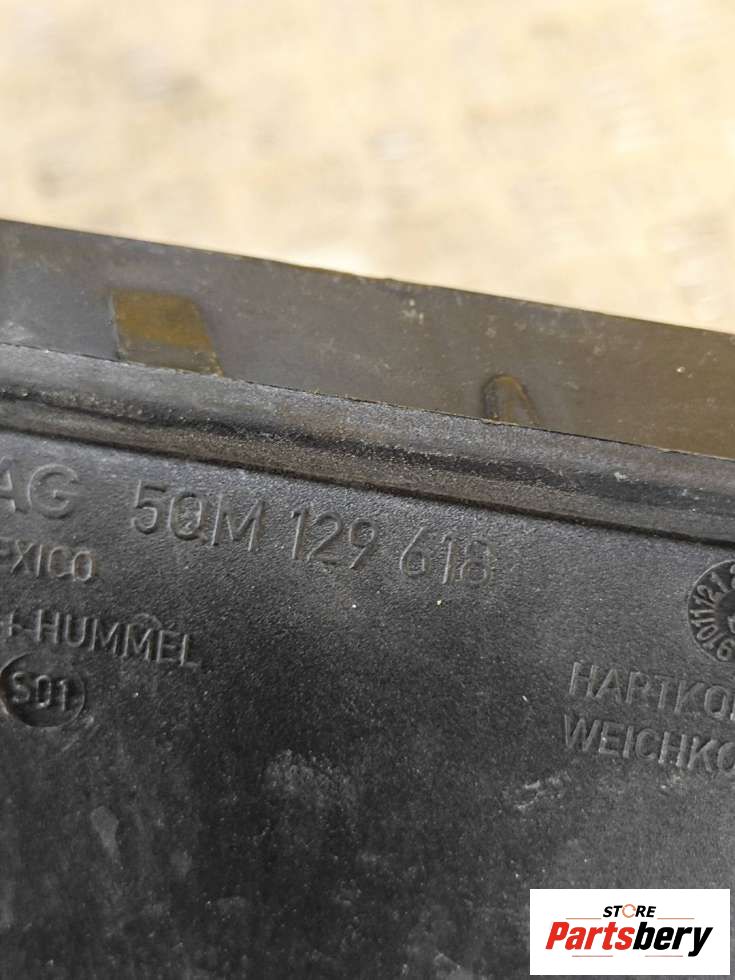 AG 5QM 129 618
EXICO
+HUMMEL
S01
HARTKO
WEICHKO
STORE
Partsbery